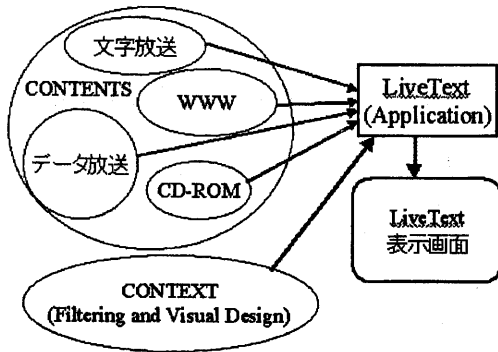 文字放送
CONTENTS
WWW
データ放送
CD-ROM
CONTEXT
(Filtering and Visual Design)
LiveText
(Application)
LiveText
表示画面